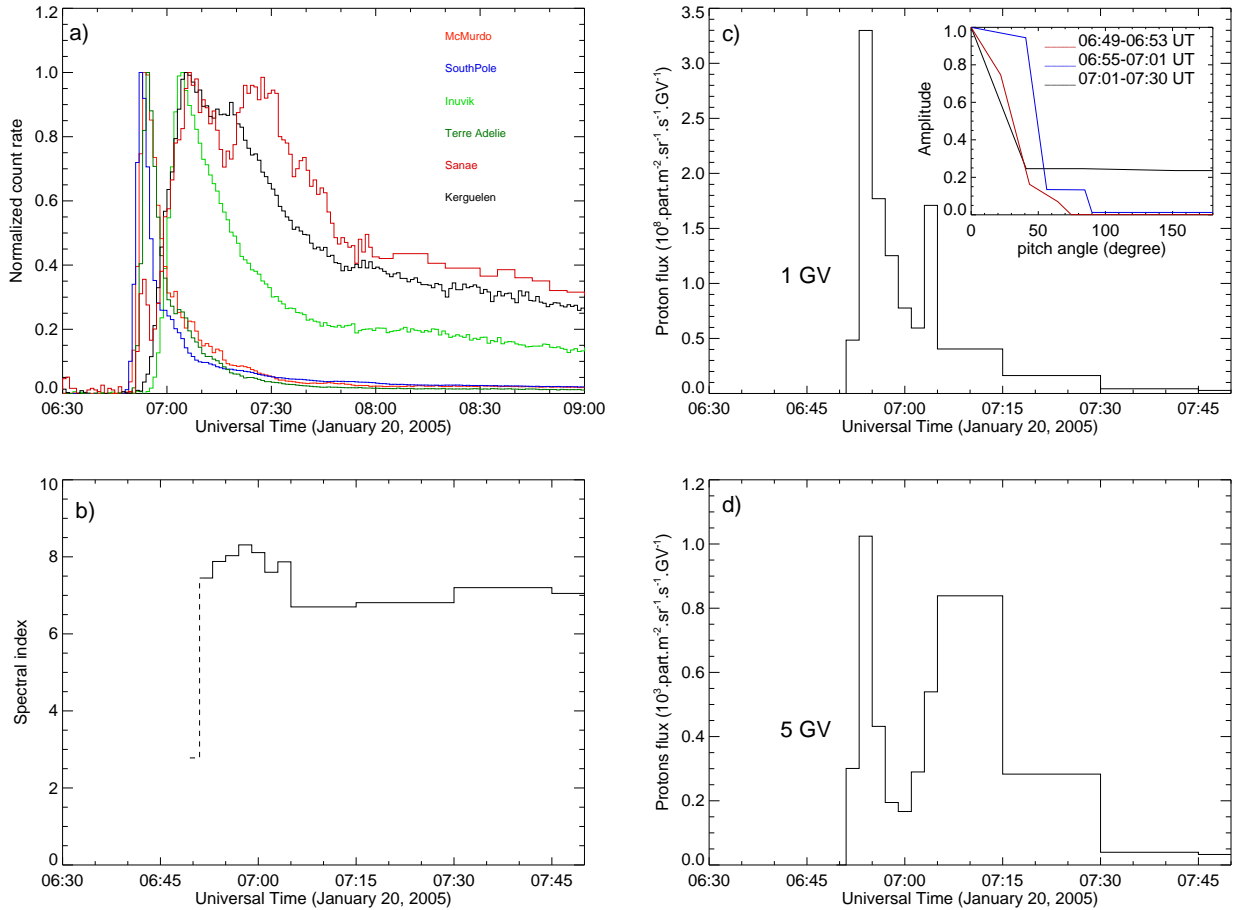 a)
McMurdo
SouthPole
Inuvik
Terre Adelie
Sanae
Kerguelen
Normalized count rate
1.2
1.0
0.8
0.6
0.4
0.2
0.0
06:30 07:00 07:30 08:00 08:30 09:00
Universal Time (January 20, 2005)
c)
1 GV
Proton flux (10⁸.part.m⁻².sr⁻¹.s⁻¹.GV⁻¹)
3.5
3.0
2.5
2.0
1.5
1.0
0.5
0.0
06:30 06:45 07:00 07:15 07:30 07:45
Universal Time (January 20, 2005)
06:49-06:53 UT
06:55-07:01 UT
07:01-07:30 UT
Amplitude
1.0
0.8
0.6
0.4
0.2
0.0
0 50 100 150
pitch angle (degree)
b)
Spectral index
10
8
6
4
2
0
06:30 06:45 07:00 07:15 07:30 07:45
Universal Time (January 20, 2005)
d)
5 GV
Protons flux (10³.part.m⁻².sr⁻¹.s⁻¹.GV⁻¹)
1.2
1.0
0.8
0.6
0.4
0.2
0.0
06:30 06:45 07:00 07:15 07:30 07:45
Universal Time (January 20, 2005)